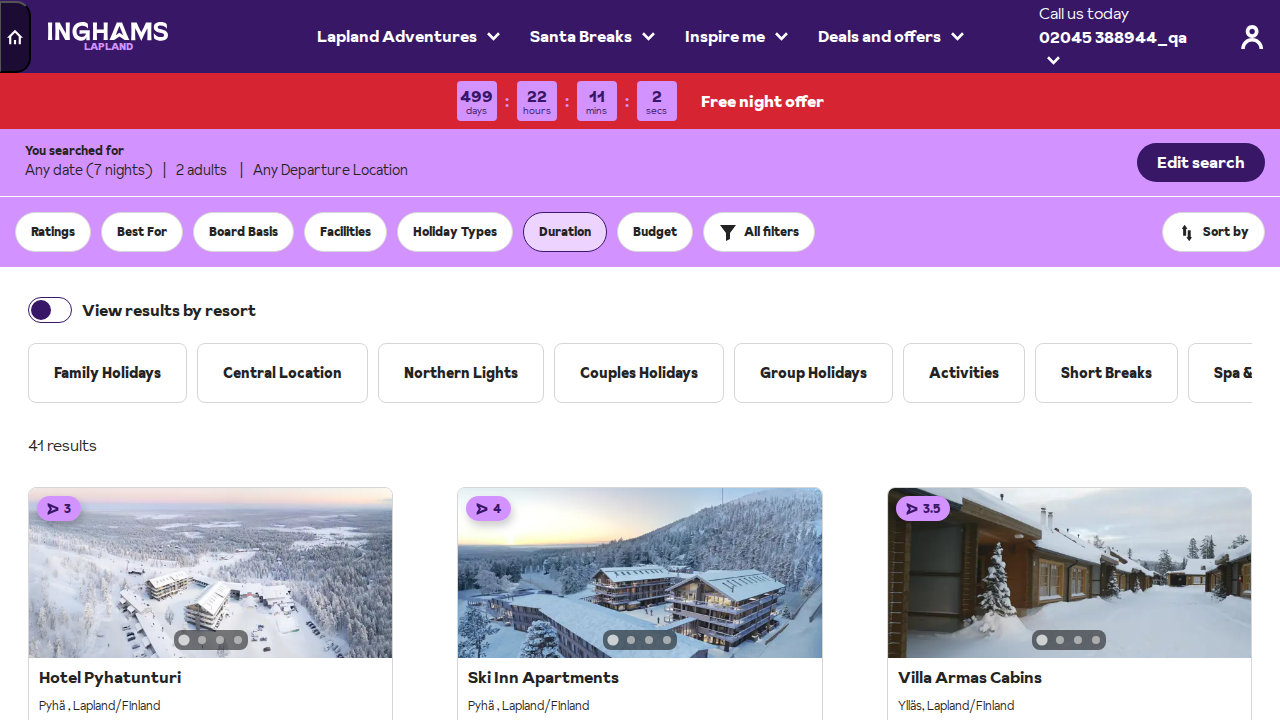 INGHAMS
LAPLAND
Lapland Adventures
Santa Breaks
Inspire me
Deals and offers
Call us today
02045 388944_qa
499 days : 22 hours : 11 mins : 2 secs
Free night offer
You searched for
Any date (7 nights) | 2 adults | Any Departure Location
Edit search
Ratings
Best For
Board Basis
Facilities
Holiday Types
Duration
Budget
All filters
Sort by
View results by resort
Family Holidays
Central Location
Northern Lights
Couples Holidays
Group Holidays
Activities
Short Breaks
Spa &
41 results
3
4
3.5
Hotel Pyhatunturi
Pyhä , Lapland/FInland
Ski Inn Apartments
Pyhä , Lapland/FInland
Villa Armas Cabins
Ylläs, Lapland/FInland